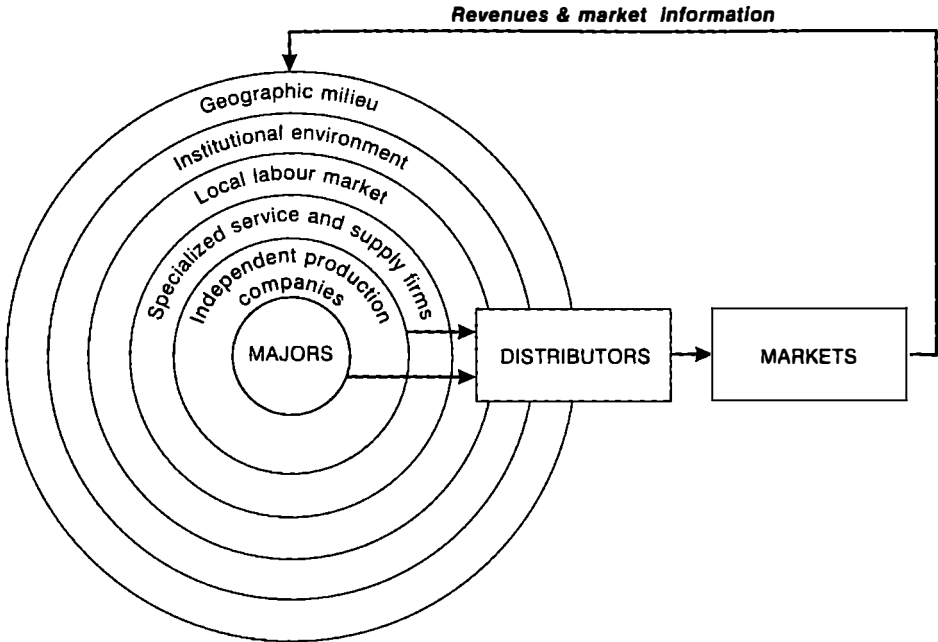 Revenues & market information
Geographic milieu
Institutional environment
Local labour market
Specialized service and supply firms
Independent production
companies
MAJORS
DISTRIBUTORS
MARKETS